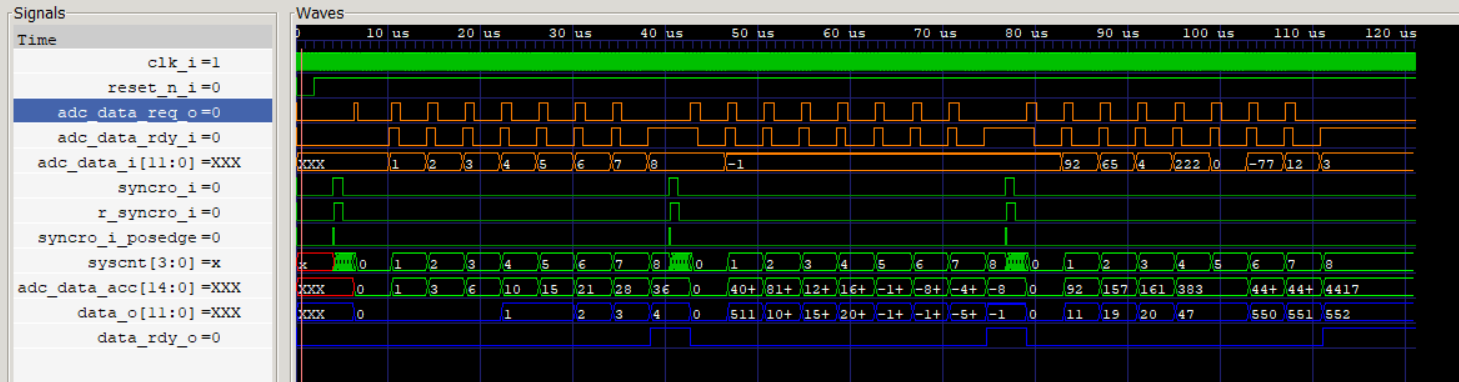 Signals
Waves
Time
0 10 us 20 us 30 us 40 us 50 us 60 us 70 us 80 us 90 us 100 us 110 us 120 us
clk_i=1
reset_n_i=0
adc_data_req_o=0
adc_data_rdy_i=0
adc_data_i[11:0]=XXX XXX 1 2 3 4 5 6 7 8 -1 92 65 4 222 0 -77 12 3
syncro_i=0
r_syncro_i=0
syncro_i_posedge=0
syscnt[3:0]=x x 0 1 2 3 4 5 6 7 8 0 1 2 3 4 5 6 7 8 0 1 2 3 4 5 6 7 8
adc_data_acc[14:0]=XXX XXX 0 1 3 6 10 15 21 28 36 0 40+ 81+ 12+ 16+ -1+ -8+ -4+ -8 0 92 157 161 383 44+ 44+ 4417
data_o[11:0]=XXX XXX 0 1 2 3 4 0 511 10+ 15+ 20+ -1+ -1+ -5+ -1 0 11 19 20 47 550 551 552
data_rdy_o=0